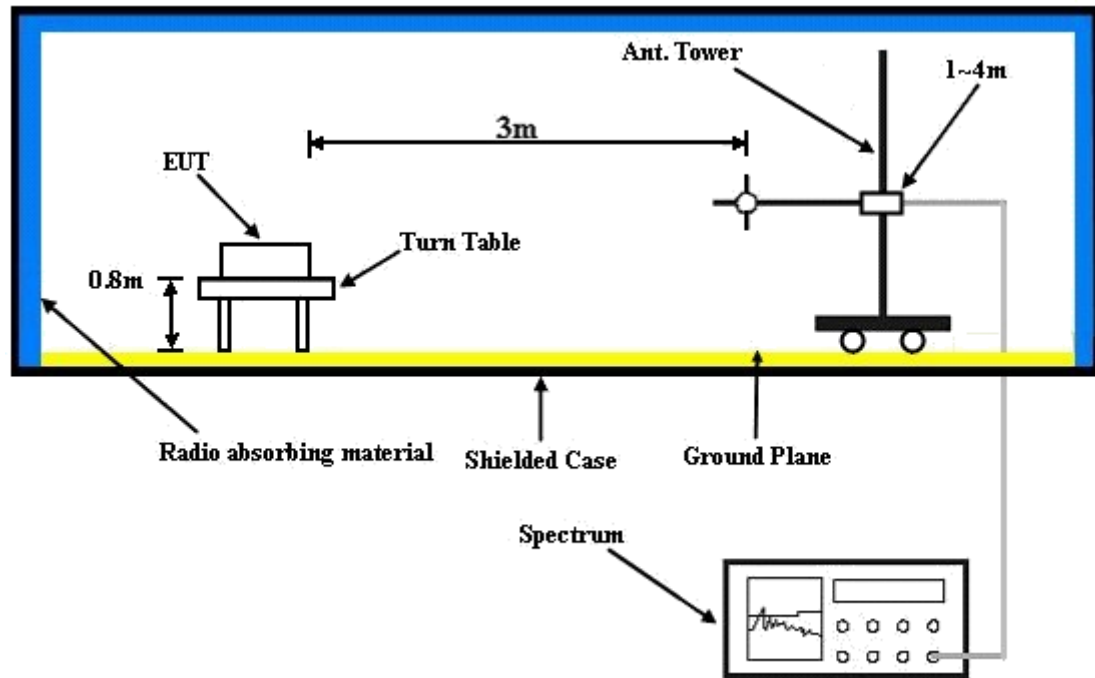 Ant. Tower
1~4m
3m
EUT
Turn Table
0.8m
Radio absorbing material
Shielded Case
Ground Plane
Spectrum